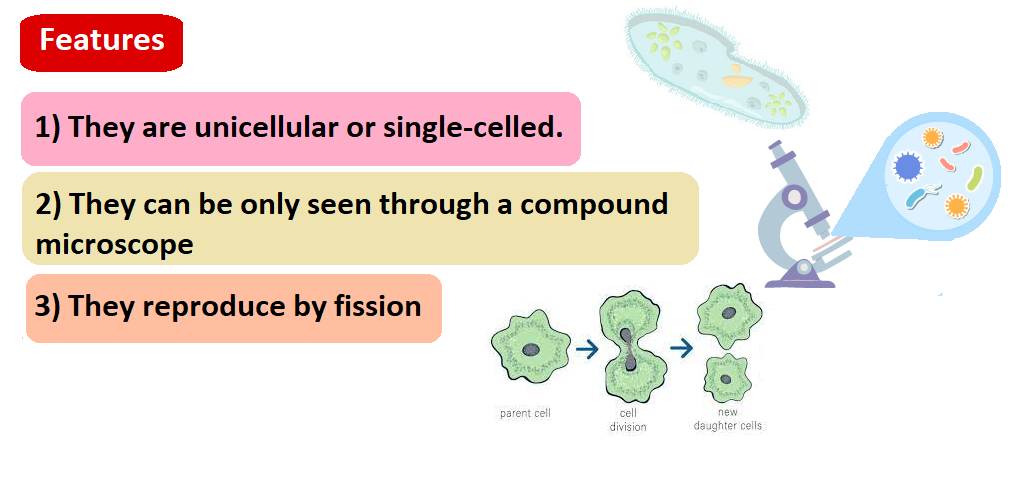 Features
1) They are unicellular or single-celled.
2) They can be only seen through a compound
microscope
3) They reproduce by fission
parent cell
cell
division
new
daughter cells